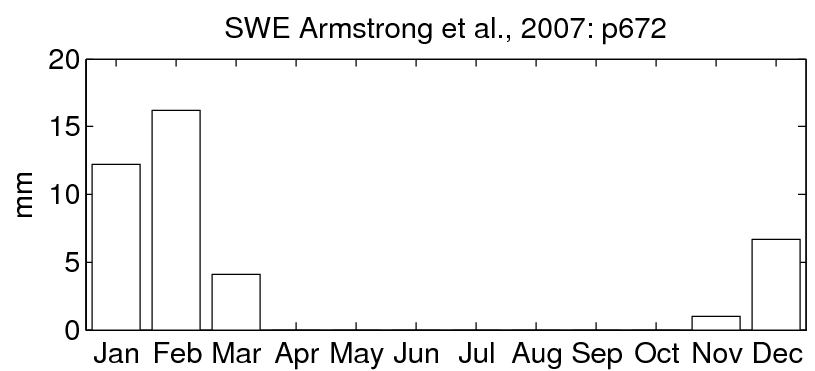 SWE Armstrong et al., 2007: p672
20
15
10
5
0
mm
Jan Feb Mar Apr May Jun Jul Aug Sep Oct Nov Dec